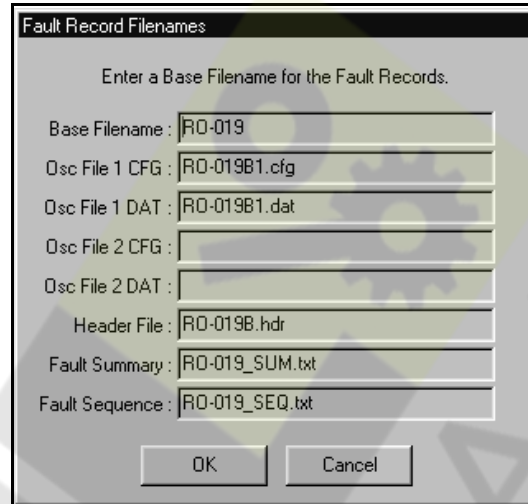 Fault Record Filenames
Enter a Base Filename for the Fault Records.
Base Filename : RO-019
Osc File 1 CFG : RO-019B1.cfg
Osc File 1 DAT : RO-019B1.dat
Osc File 2 CFG :
Osc File 2 DAT :
Header File : RO-019B.hdr
Fault Summary : RO-019_SUM.txt
Fault Sequence : RO-019_SEQ.txt
OK Cancel